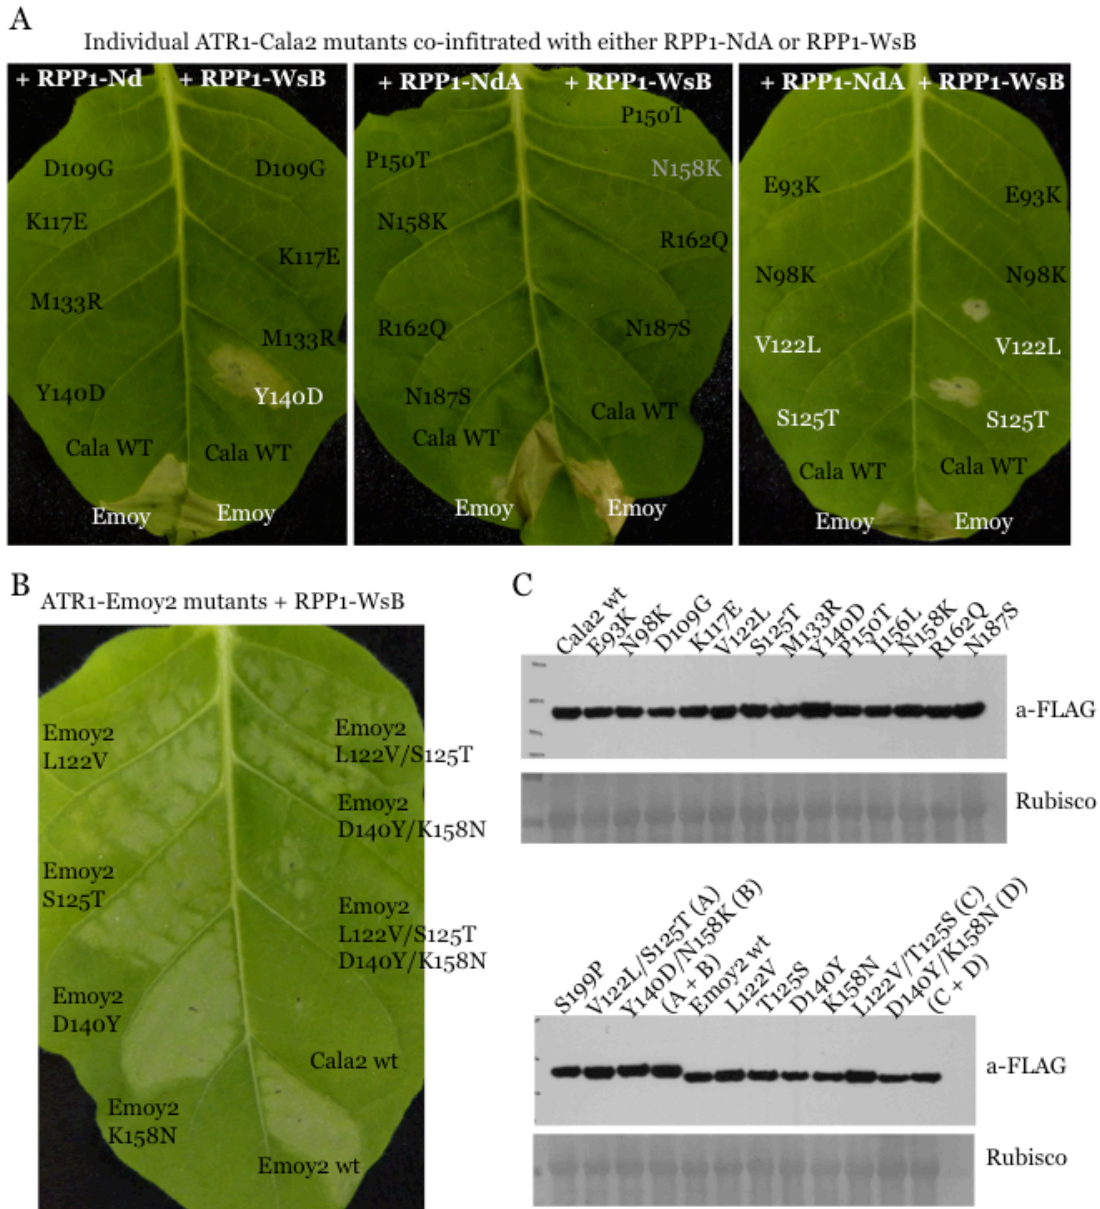 A
Individual ATR1-Cala2 mutants co-infitrated with either RPP1-NdA or RPP1-WsB
+ RPP1-Nd
+ RPP1-WsB
D109G
D109G
K117E
K117E
M133R
M133R
Y140D
Y140D
Cala WT
Cala WT
Emoy
Emoy
+ RPP1-NdA
+ RPP1-WsB
P150T
P150T
N158K
N158K
R162Q
R162Q
N187S
N187S
Cala WT
Cala WT
Emoy
Emoy
+ RPP1-NdA
+ RPP1-WsB
E93K
E93K
N98K
N98K
V122L
V122L
S125T
S125T
Cala WT
Cala WT
Emoy
Emoy
B
ATR1-Emoy2 mutants + RPP1-WsB
Emoy2
L122V
Emoy2
L122V/S125T
Emoy2
D140Y/K158N
Emoy2
S125T
Emoy2
L122V/S125T
D140Y/K158N
Emoy2
D140Y
Cala2 wt
Emoy2
K158N
Emoy2 wt
C
Cala2 wt
E93K
N98K
D109G
K117E
V122L
S125T
M133R
Y140D
P150T
I156L
N158K
R162Q
N187S
a-FLAG
Rubisco
S199P
V122L/S125T (A)
Y140D/N158K (B)
(A + B)
Emoy2 wt
L122V
T125S
D140Y
K158N
L122V/T125S (C)
D140Y/K158N (D)
(C + D)
a-FLAG
Rubisco